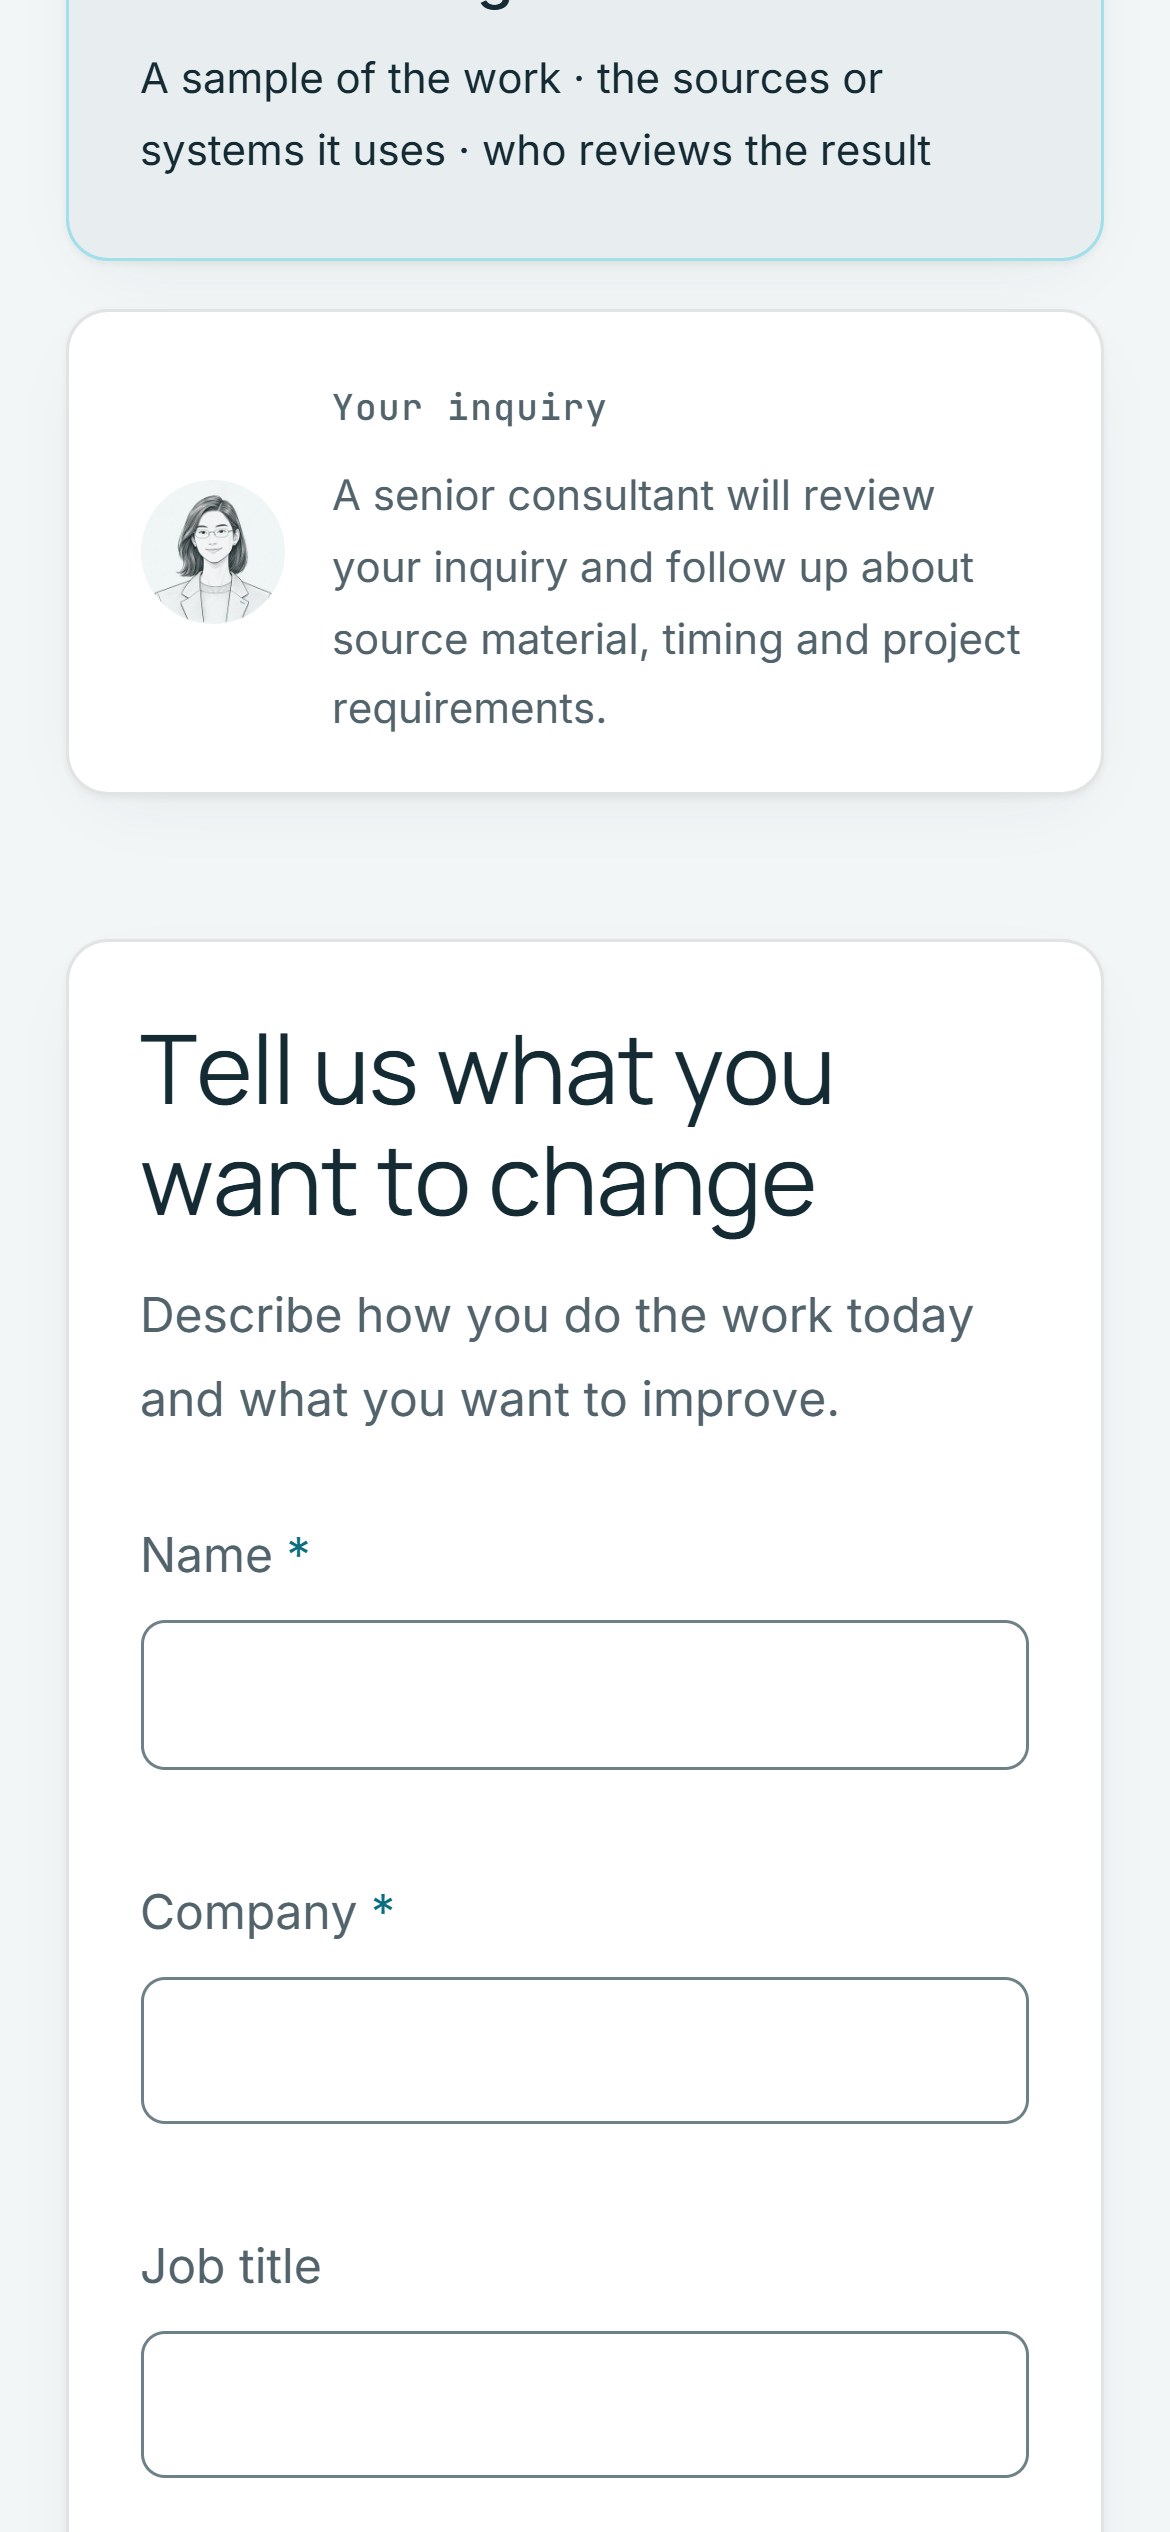 A sample of the work · the sources or
systems it uses · who reviews the result
Your inquiry
A senior consultant will review
your inquiry and follow up about
source material, timing and project
requirements.
Tell us what you
want to change
Describe how you do the work today
and what you want to improve.
Name *
Company *
Job title